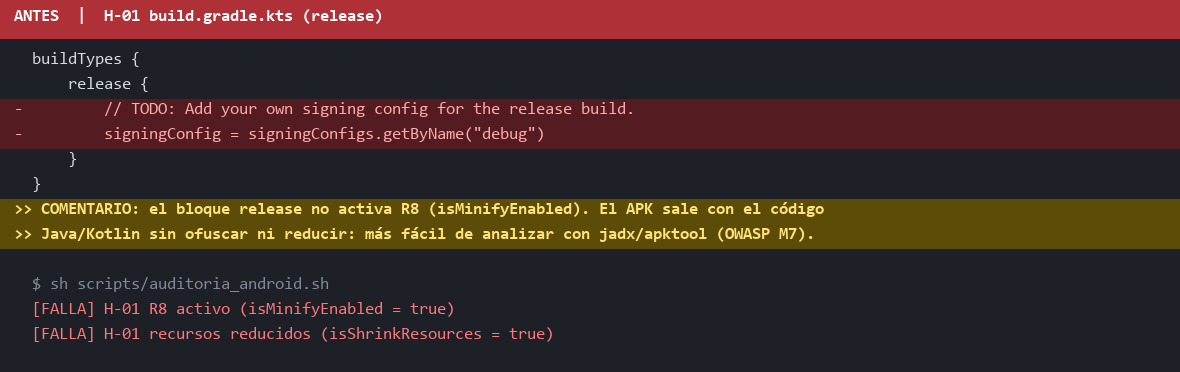 ANTES | H-01 build.gradle.kts (release)
buildTypes {
release {
- // TODO: Add your own signing config for the release build.
- signingConfig = signingConfigs.getByName("debug")
}
}
>> COMENTARIO: el bloque release no activa R8 (isMinifyEnabled). El APK sale con el código
>> Java/Kotlin sin ofuscar ni reducir: más fácil de analizar con jadx/apktool (OWASP M7).
$ sh scripts/auditoria_android.sh
[FALLA] H-01 R8 activo (isMinifyEnabled = true)
[FALLA] H-01 recursos reducidos (isShrinkResources = true)